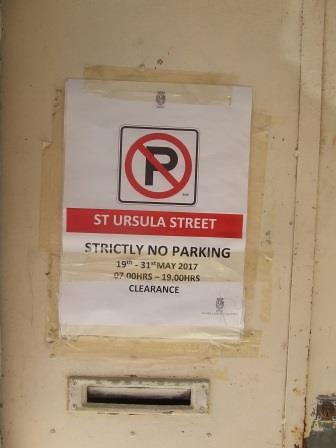 P
ST URSULA STREET
STRICTLY NO PARKING
19th - 31st MAY 2017
07.00HRS – 19.00HRS
CLEARANCE